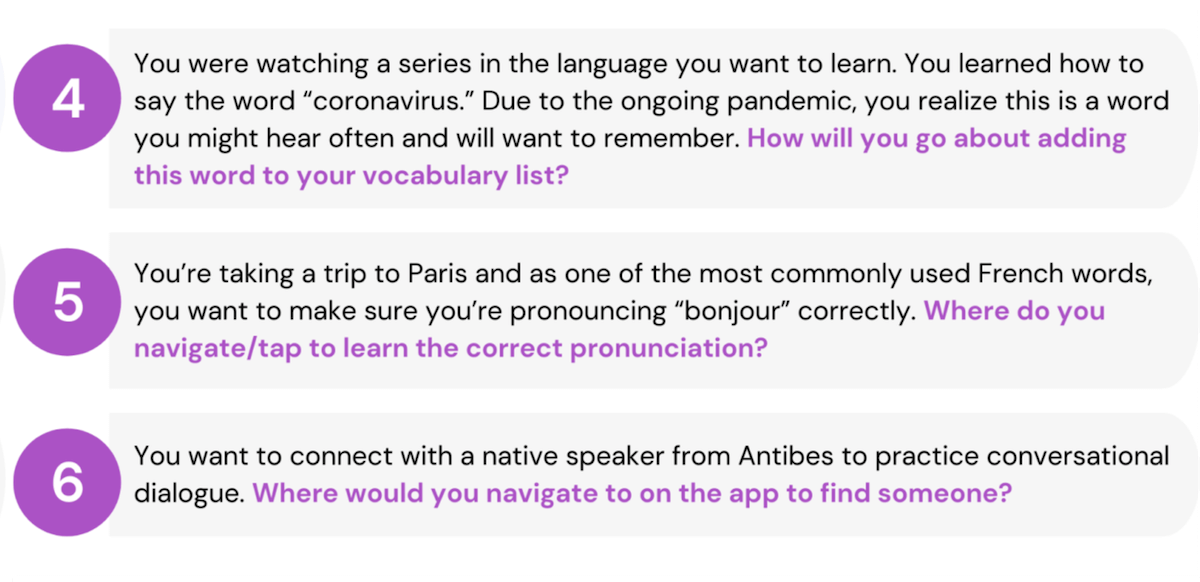 4
You were watching a series in the language you want to learn. You learned how to
say the word “coronavirus.” Due to the ongoing pandemic, you realize this is a word
you might hear often and will want to remember. How will you go about adding
this word to your vocabulary list?
5
You’re taking a trip to Paris and as one of the most commonly used French words,
you want to make sure you’re pronouncing “bonjour” correctly. Where do you
navigate/tap to learn the correct pronunciation?
6
You want to connect with a native speaker from Antibes to practice conversational
dialogue. Where would you navigate to on the app to find someone?